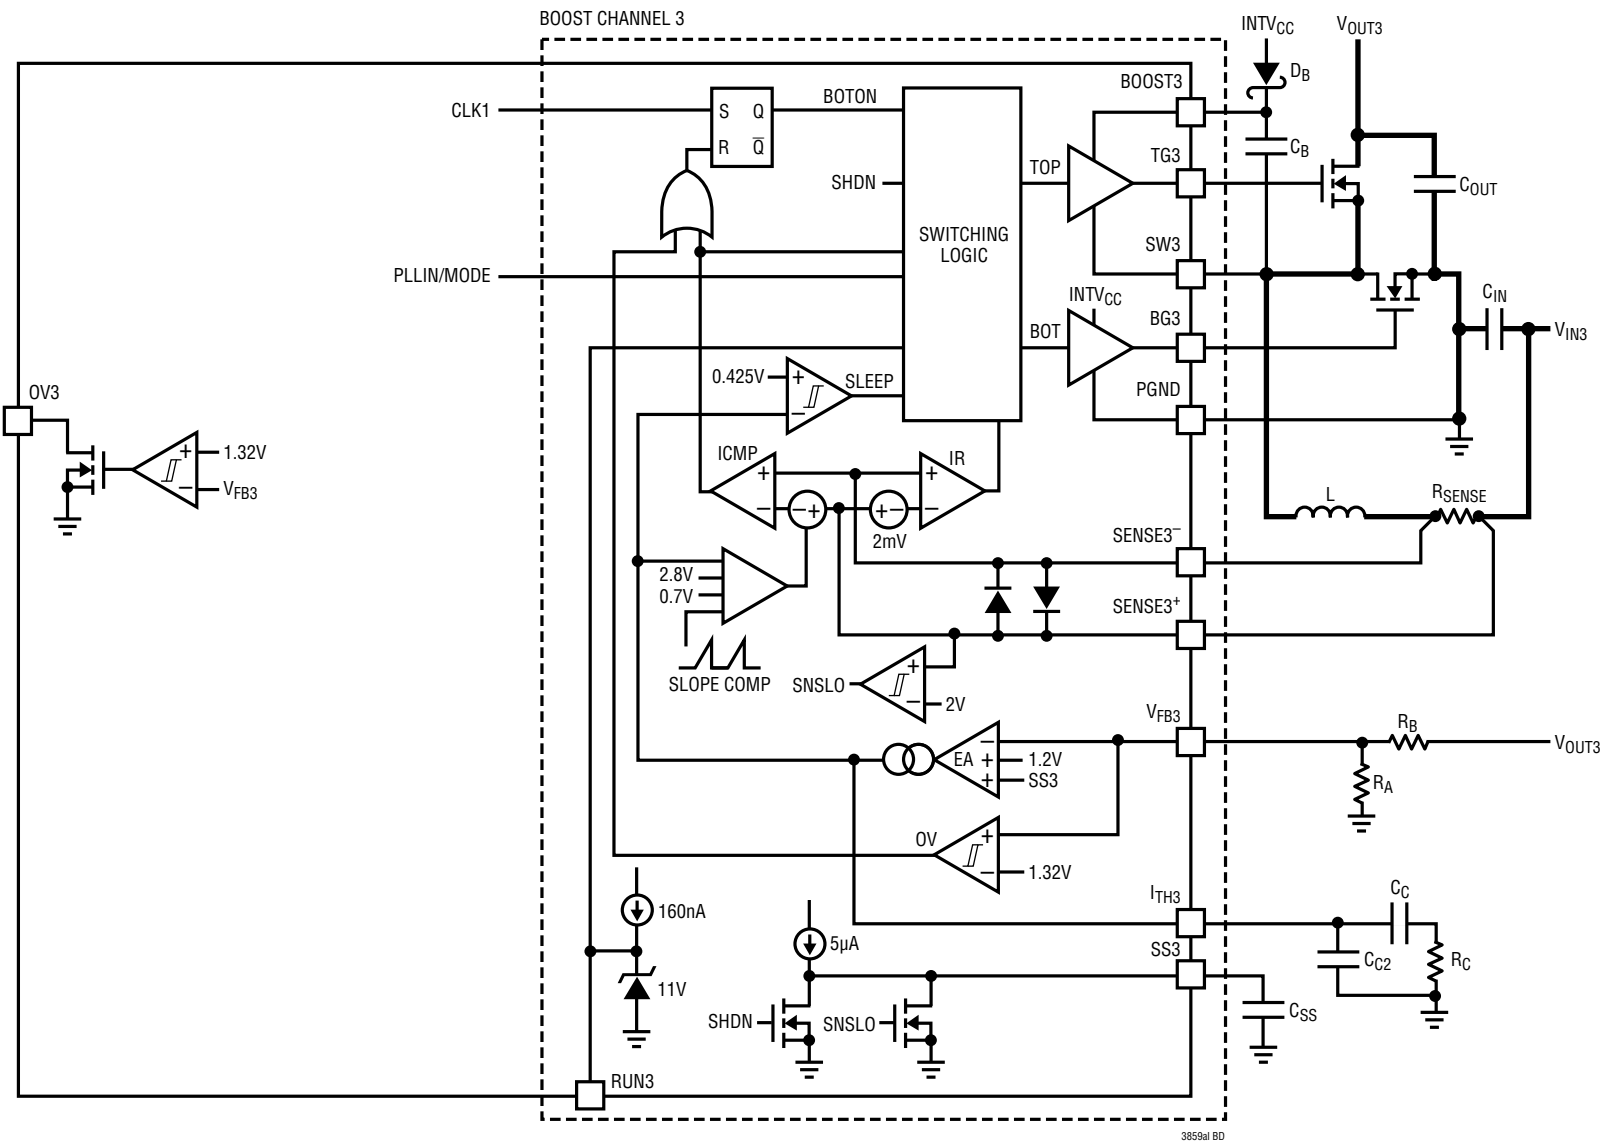 BOOST CHANNEL 3
INTVCC
VOUT3
DB
BOOST3
CLK1
S Q
R Q̅
BOTON
CB
TG3
TOP
SHDN
COUT
SWITCHING
LOGIC
SW3
PLLIN/MODE
INTVCC
CIN
BG3
BOT
VIN3
0.425V
+
−
SLEEP
PGND
OV3
+
1.32V
−
VFB3
ICMP
+
−
− +
+ −
2mV
IR
+
−
L
RSENSE
SENSE3−
2.8V
0.7V
SENSE3+
SLOPE COMP
SNSLO
+
−
2V
VFB3
RB
VOUT3
EA
−
+
1.2V
+
SS3
RA
OV
+
−
1.32V
ITH3
CC
160nA
5µA
SS3
CC2
RC
11V
SHDN
SNSLO
CSS
RUN3
3859al BD